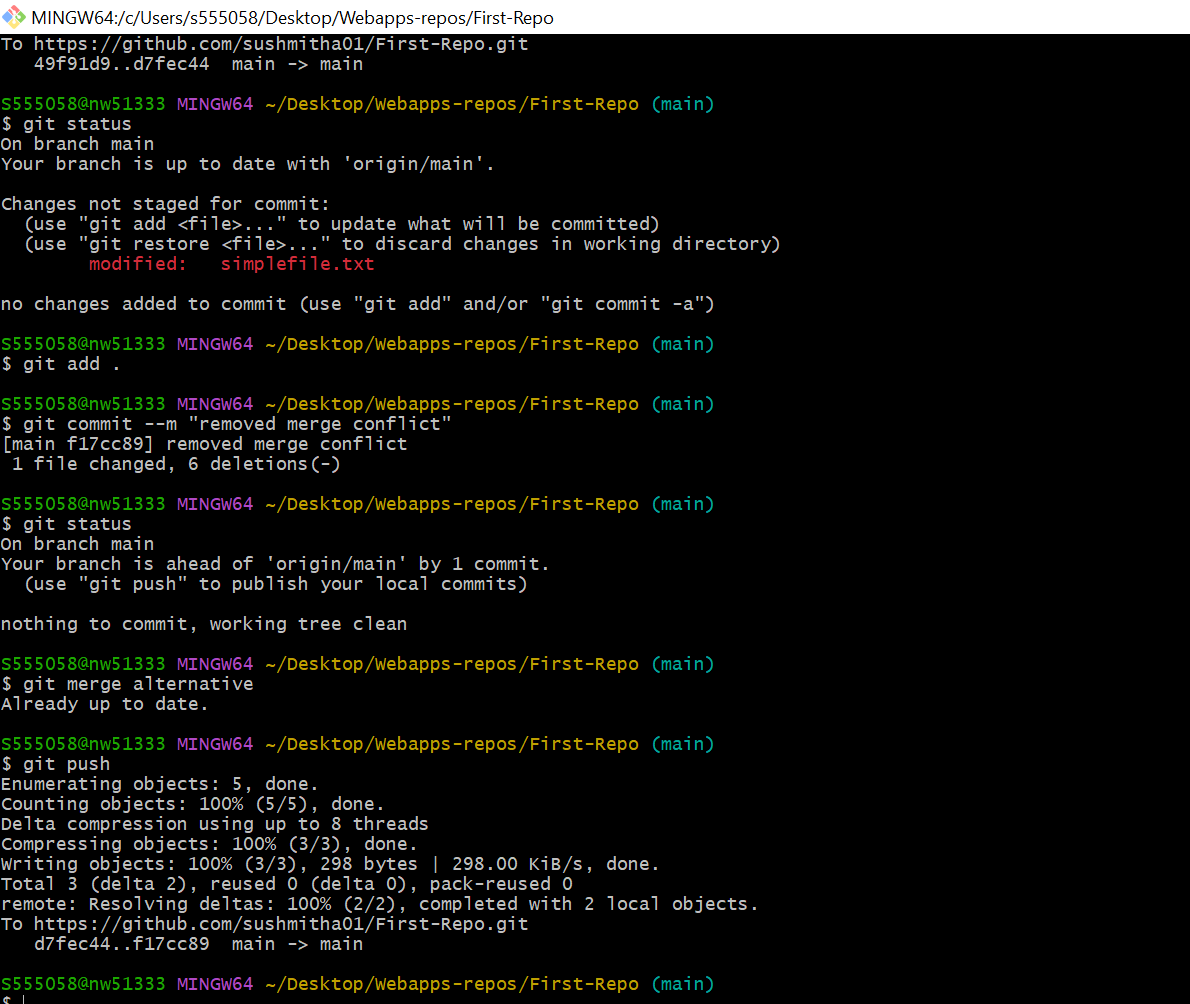 MINGW64:/c/Users/s555058/Desktop/Webapps-repos/First-Repo
To https://github.com/sushmitha01/First-Repo.git
   49f91d9..d7fec44  main -> main
S555058@nw51333 MINGW64 ~/Desktop/Webapps-repos/First-Repo (main)
$ git status
On branch main
Your branch is up to date with 'origin/main'.
Changes not staged for commit:
  (use "git add <file>..." to update what will be committed)
  (use "git restore <file>..." to discard changes in working directory)
        modified:   simplefile.txt
no changes added to commit (use "git add" and/or "git commit -a")
S555058@nw51333 MINGW64 ~/Desktop/Webapps-repos/First-Repo (main)
$ git add .
S555058@nw51333 MINGW64 ~/Desktop/Webapps-repos/First-Repo (main)
$ git commit --m "removed merge conflict"
[main f17cc89] removed merge conflict
 1 file changed, 6 deletions(-)
S555058@nw51333 MINGW64 ~/Desktop/Webapps-repos/First-Repo (main)
$ git status
On branch main
Your branch is ahead of 'origin/main' by 1 commit.
  (use "git push" to publish your local commits)
nothing to commit, working tree clean
S555058@nw51333 MINGW64 ~/Desktop/Webapps-repos/First-Repo (main)
$ git merge alternative
Already up to date.
S555058@nw51333 MINGW64 ~/Desktop/Webapps-repos/First-Repo (main)
$ git push
Enumerating objects: 5, done.
Counting objects: 100% (5/5), done.
Delta compression using up to 8 threads
Compressing objects: 100% (3/3), done.
Writing objects: 100% (3/3), 298 bytes | 298.00 KiB/s, done.
Total 3 (delta 2), reused 0 (delta 0), pack-reused 0
remote: Resolving deltas: 100% (2/2), completed with 2 local objects.
To https://github.com/sushmitha01/First-Repo.git
   d7fec44..f17cc89  main -> main
S555058@nw51333 MINGW64 ~/Desktop/Webapps-repos/First-Repo (main)
$